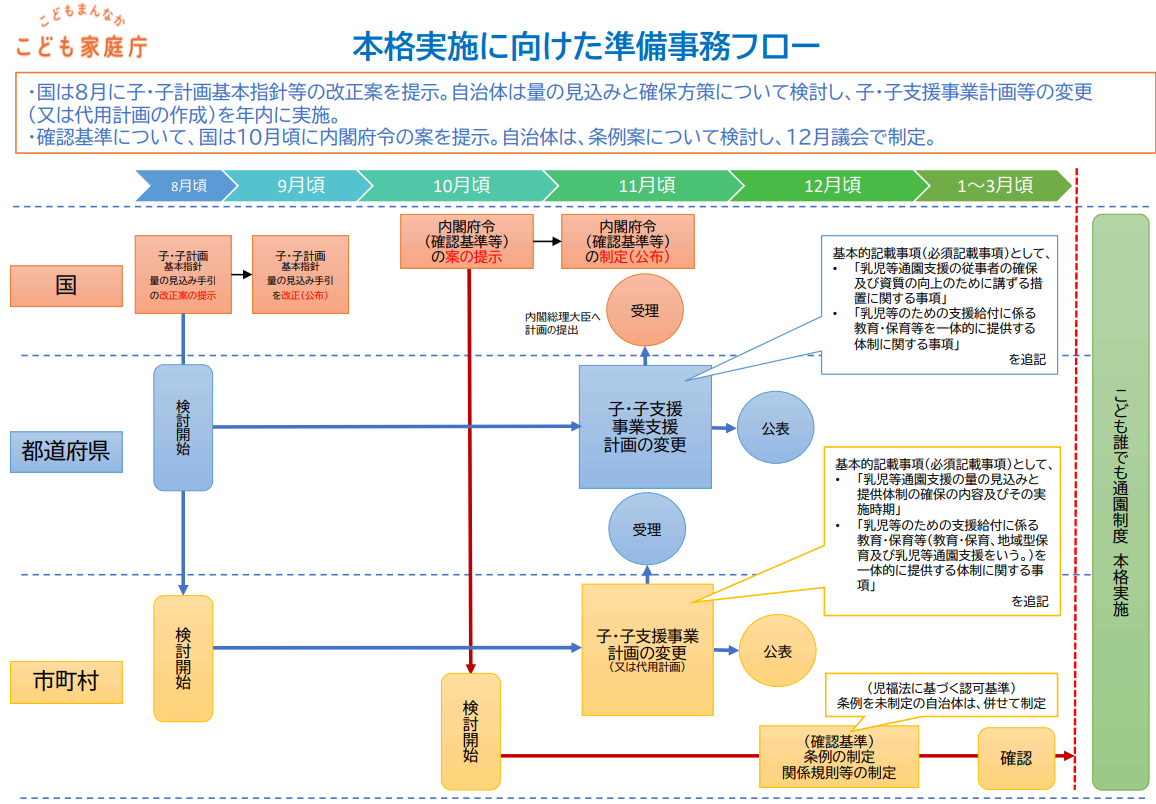 こどもまんなか
こども家庭庁
本格実施に向けた準備事務フロー
・国は8月に子・子計画基本指針等の改正案を提示。自治体は量の見込みと確保方策について検討し、子・子支援事業計画等の変更
（又は代用計画の作成）を年内に実施。
・確認基準について、国は10月頃に内閣府令の案を提示。自治体は、条例案について検討し、12月議会で制定。
8月頃
9月頃
10月頃
11月頃
12月頃
1～3月頃
国
子・子計画
基本指針
量の見込み手引
の改正案の提示
子・子計画
基本指針
量の見込み手引
を改正（公布）
内閣府令
（確認基準等）
の案の提示
内閣府令
（確認基準等）
の制定（公布）
内閣総理大臣へ
計画の提出
受理
基本的記載事項（必須記載事項）として、
・「乳児等通園支援の従事者の確保
及び資質の向上のために講ずる措
置に関する事項」
・「乳児等のための支援給付に係る
教育・保育等を一体的に提供する
体制に関する事項」
を追記
都道府県
検討開始
子・子支援
事業支援
計画の変更
公表
受理
基本的記載事項（必須記載事項）として、
・「乳児等通園支援の量の見込みと
提供体制の確保の内容及びその実
施時期」
・「乳児等のための支援給付に係る
教育・保育等（教育・保育、地域型保
育及び乳児等通園支援をいう。）を
一体的に提供する体制に関する事
項」
を追記
市町村
検討開始
子・子支援事業
計画の変更
（又は代用計画）
公表
検討開始
（児福法に基づく認可基準）
条例を未制定の自治体は、併せて制定
（確認基準）
条例の制定
関係規則等の制定
確認
こども誰でも通園制度 本格実施